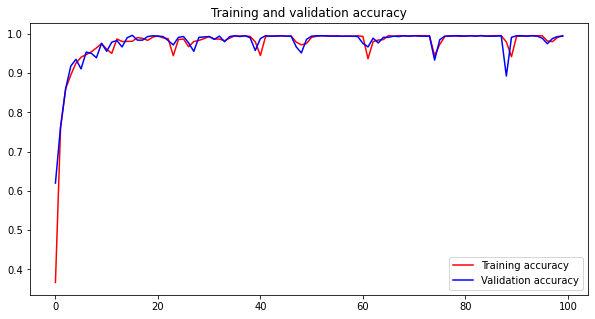 Training and validation accuracy
1.0
0.9
0.8
0.7
0.6
0.5
0.4
0 20 40 60 80 100
Training accuracy
Validation accuracy